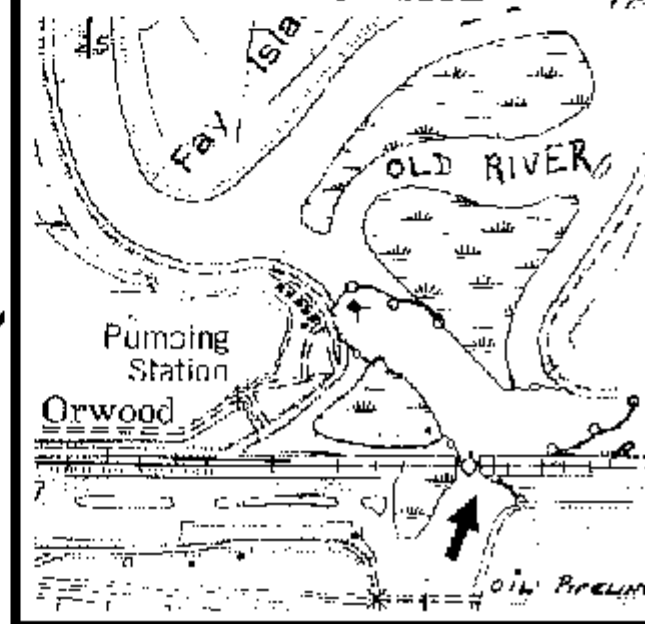 Fay Isla
OLD RIVER
Pumping
Station
Orwood
OIL PIPELIN